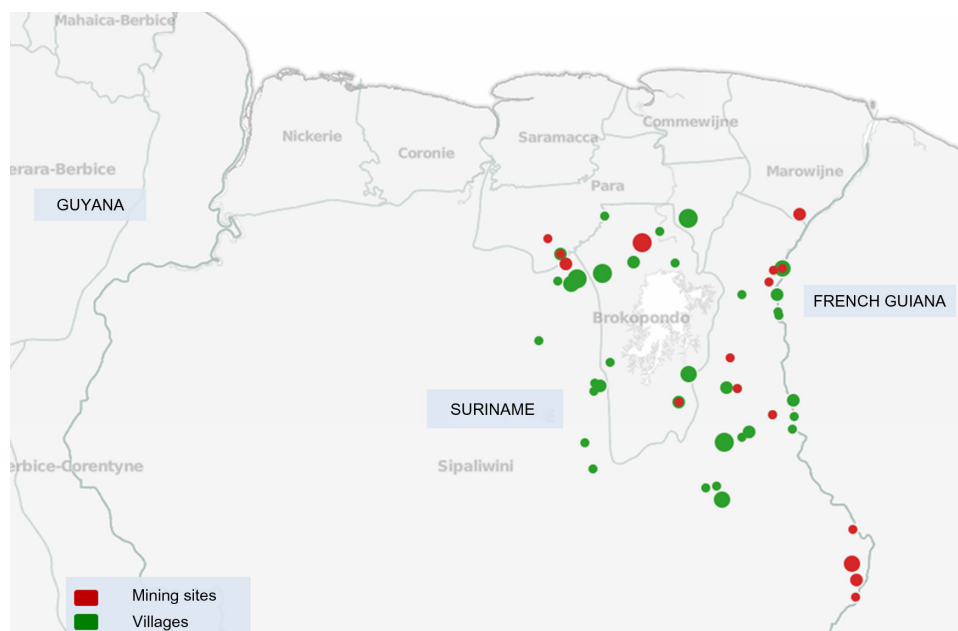 Mahaica-Berbice
Commewijne
Nickerie
Saramacca
Coronie
erara-Berbice
Marowijne
Para
GUYANA
FRENCH GUIANA
Brokopondo
SURINAME
Sipaliwini
erbice-Corentyne
Mining sites
Villages